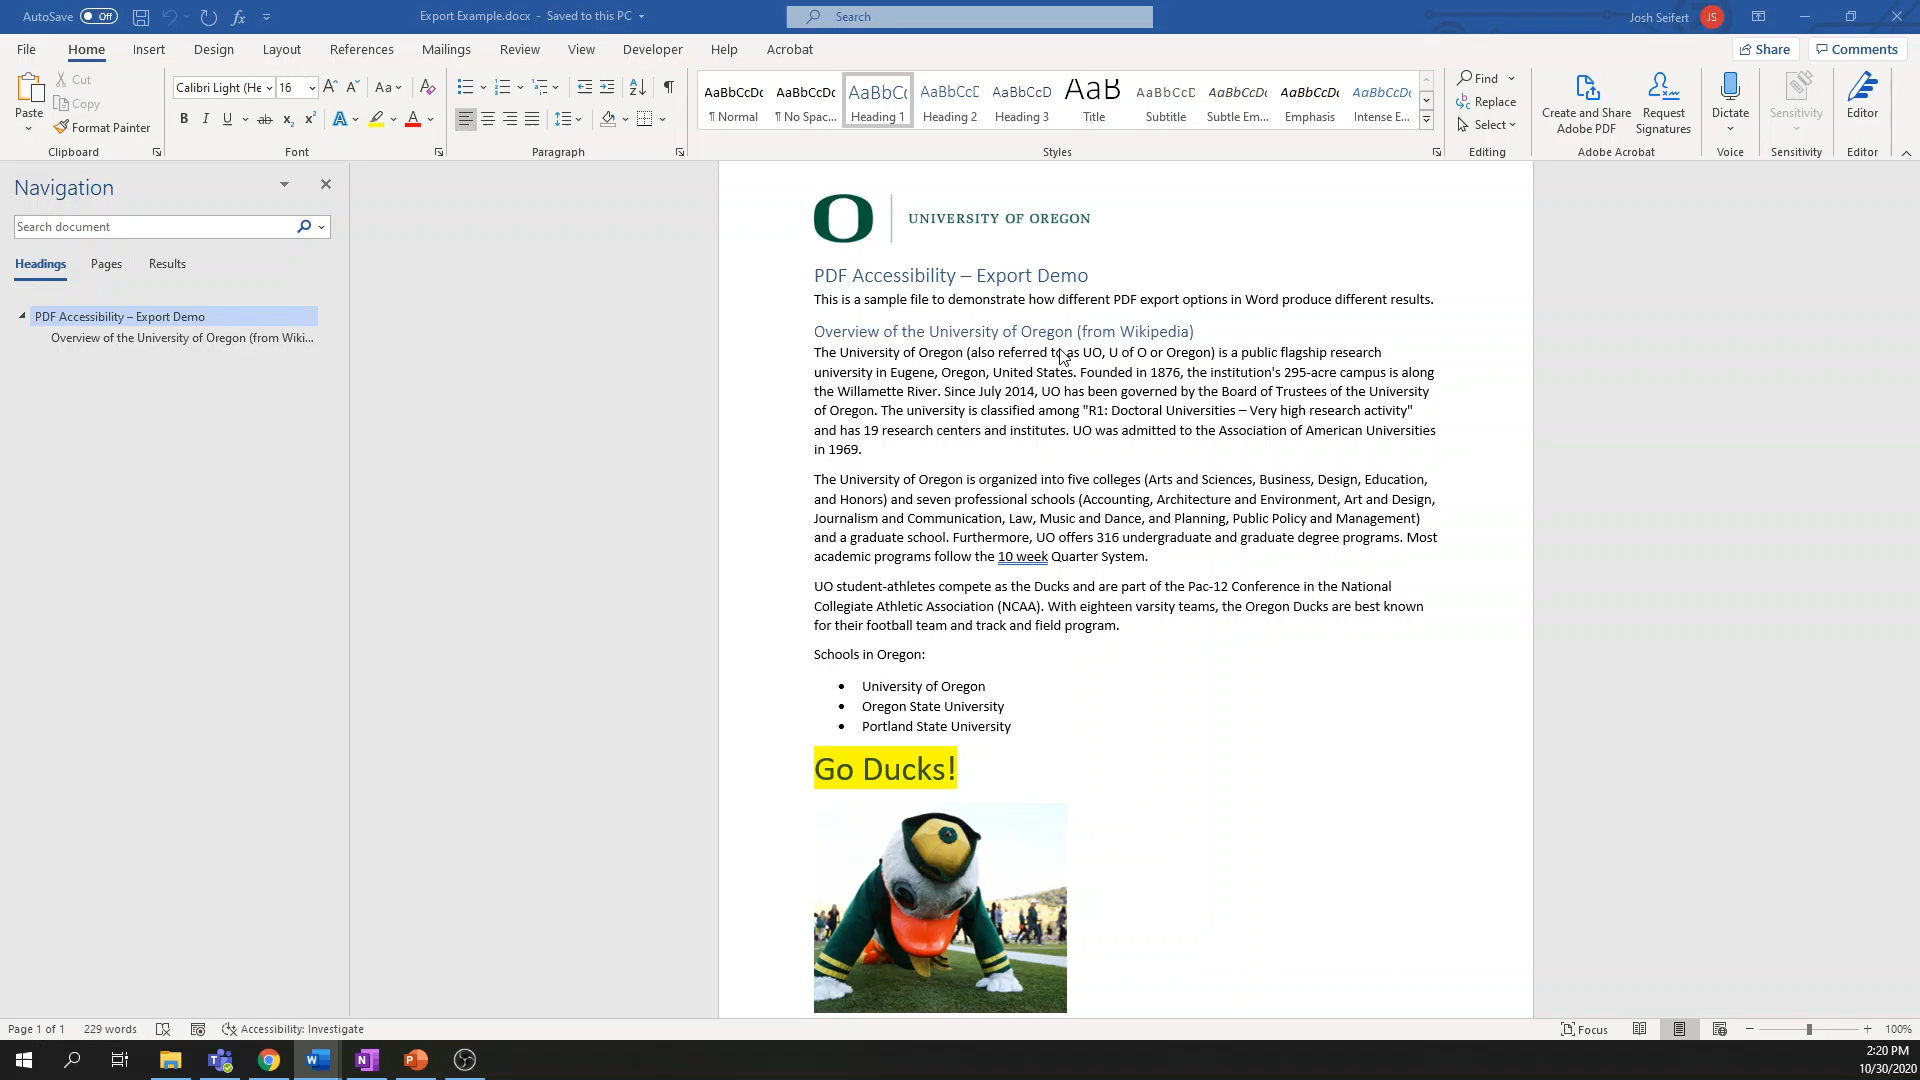 AutoSave Off
Export Example.docx - Saved to this PC
Search
Josh Seifert JS
File Home Insert Design Layout References Mailings Review View Developer Help Acrobat
Share Comments
Paste
Cut
Copy
Format Painter
Clipboard
Calibri Light (He 16
Font
Paragraph
AaBbCcDc AaBbCcDc AaBbCc AaBbCcD AaBbCcD AaB AaBbCcD AaBbCcDc AaBbCcDc AaBbCcDc
¶ Normal ¶ No Spac... Heading 1 Heading 2 Heading 3 Title Subtitle Subtle Em... Emphasis Intense E...
Styles
Find
Replace
Select
Editing
Create and Share
Adobe PDF
Request
Signatures
Adobe Acrobat
Dictate
Voice
Sensitivity
Sensitivity
Editor
Editor
Navigation
Search document
Headings Pages Results
PDF Accessibility – Export Demo
Overview of the University of Oregon (from Wiki...
O UNIVERSITY OF OREGON
PDF Accessibility – Export Demo
This is a sample file to demonstrate how different PDF export options in Word produce different results.
Overview of the University of Oregon (from Wikipedia)
The University of Oregon (also referred to as UO, U of O or Oregon) is a public flagship research
university in Eugene, Oregon, United States. Founded in 1876, the institution's 295-acre campus is along
the Willamette River. Since July 2014, UO has been governed by the Board of Trustees of the University
of Oregon. The university is classified among "R1: Doctoral Universities – Very high research activity"
and has 19 research centers and institutes. UO was admitted to the Association of American Universities
in 1969.
The University of Oregon is organized into five colleges (Arts and Sciences, Business, Design, Education,
and Honors) and seven professional schools (Accounting, Architecture and Environment, Art and Design,
Journalism and Communication, Law, Music and Dance, and Planning, Public Policy and Management)
and a graduate school. Furthermore, UO offers 316 undergraduate and graduate degree programs. Most
academic programs follow the 10 week Quarter System.
UO student-athletes compete as the Ducks and are part of the Pac-12 Conference in the National
Collegiate Athletic Association (NCAA). With eighteen varsity teams, the Oregon Ducks are best known
for their football team and track and field program.
Schools in Oregon:
• University of Oregon
• Oregon State University
• Portland State University
Go Ducks!
Page 1 of 1 229 words Accessibility: Investigate
Focus 100%
2:20 PM
10/30/2020